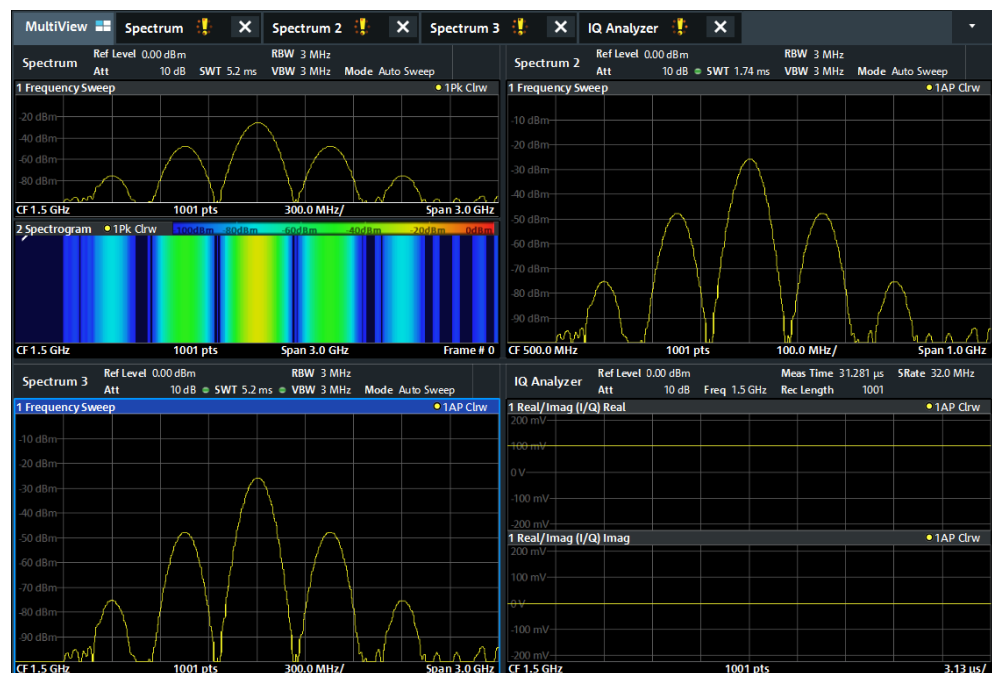 MultiView Spectrum Spectrum 2 Spectrum 3 IQ Analyzer
Spectrum
Ref Level 0.00 dBm RBW 3 MHz
Att 10 dB SWT 5.2 ms VBW 3 MHz Mode Auto Sweep
1 Frequency Sweep 1Pk Clrw
-20 dBm
-40 dBm
-60 dBm
-80 dBm
CF 1.5 GHz 1001 pts 300.0 MHz/ Span 3.0 GHz
2 Spectrogram 1Pk Clrw -100dBm -80dBm -60dBm -40dBm -20dBm 0dBm
CF 1.5 GHz 1001 pts Span 3.0 GHz Frame # 0
Spectrum 2
Ref Level 0.00 dBm RBW 3 MHz
Att 10 dB SWT 1.74 ms VBW 3 MHz Mode Auto Sweep
1 Frequency Sweep 1AP Clrw
-10 dBm
-20 dBm
-30 dBm
-40 dBm
-50 dBm
-60 dBm
-70 dBm
-80 dBm
-90 dBm
CF 500.0 MHz 1001 pts 100.0 MHz/ Span 1.0 GHz
Spectrum 3
Ref Level 0.00 dBm RBW 3 MHz
Att 10 dB SWT 5.2 ms VBW 3 MHz Mode Auto Sweep
1 Frequency Sweep 1AP Clrw
-10 dBm
-20 dBm
-30 dBm
-40 dBm
-50 dBm
-60 dBm
-70 dBm
-80 dBm
-90 dBm
CF 1.5 GHz 1001 pts 300.0 MHz/ Span 3.0 GHz
IQ Analyzer
Ref Level 0.00 dBm Meas Time 31.281 µs SRate 32.0 MHz
Att 10 dB Freq 1.5 GHz Rec Length 1001
1 Real/Imag (I/Q) Real 1AP Clrw
200 mV
100 mV
0 V
-100 mV
-200 mV
1 Real/Imag (I/Q) Imag 1AP Clrw
200 mV
100 mV
0 V
-100 mV
-200 mV
CF 1.5 GHz 1001 pts 3.13 µs/